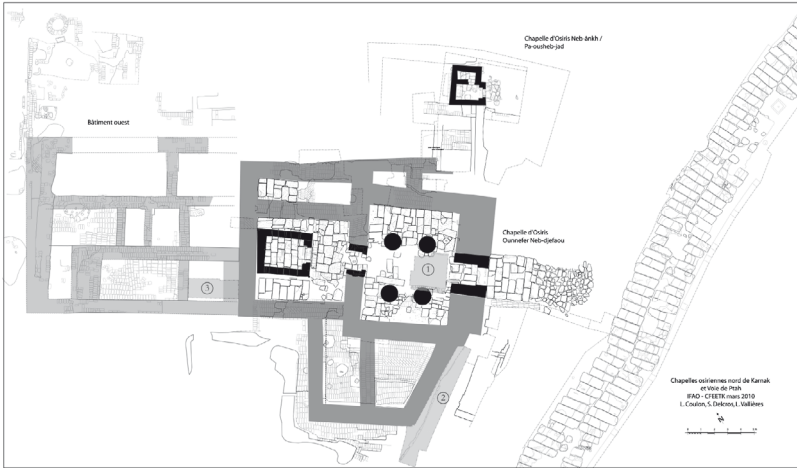 Chapelle d'Osiris Neb ânkh /
Pa-ousheb-jad
Bâtiment ouest
Chapelle d'Osiris
Ounnefer Neb-djefaou
1
3
2
Chapelles osiriennes nord de Karnak
et Voie de Ptah
IFAO - CFEETK mars 2010
L. Coulon, S. Delcros, L. Vallières
N